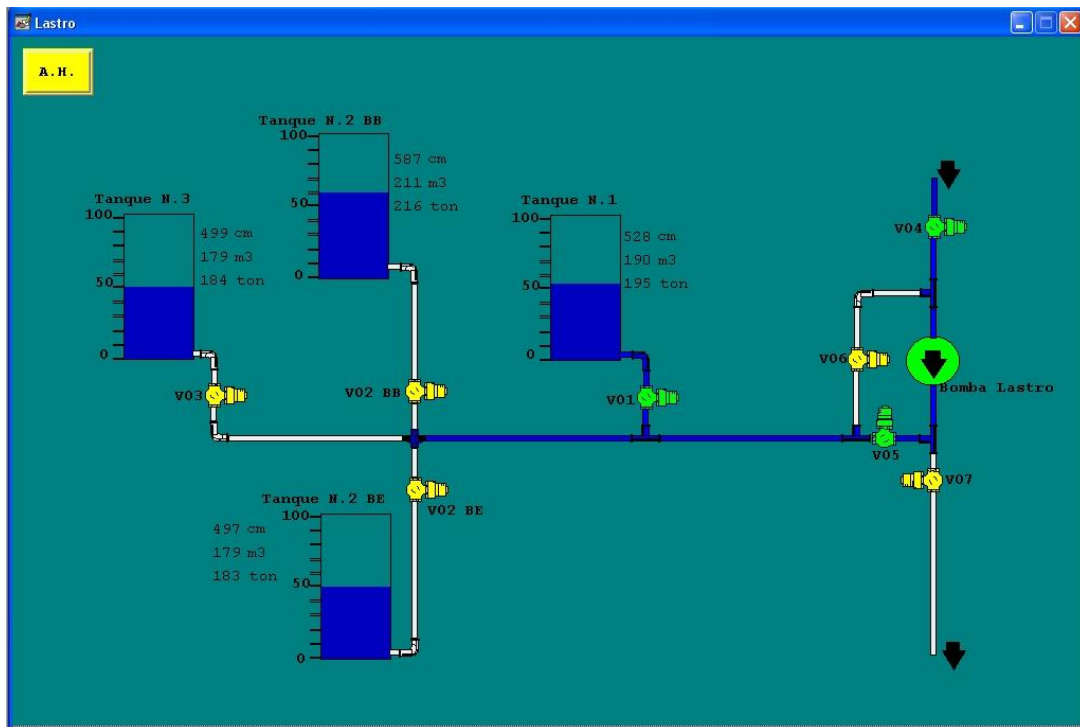 Lastro
A.H.
Tanque N.2 BB
100
50
0
587 cm
211 m3
216 ton
Tanque N.3
100
50
0
499 cm
179 m3
184 ton
Tanque N.1
100
50
0
528 cm
190 m3
195 ton
V04
V06
Bomba Lastro
V03
V02 BB
V01
V05
V07
V02 BE
Tanque N.2 BE
100
50
0
497 cm
179 m3
183 ton